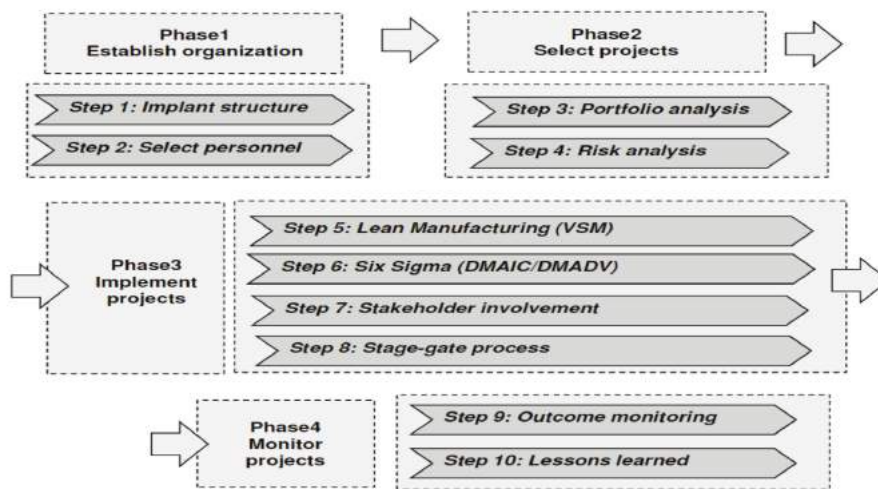 Phase1
Establish organization
Phase2
Select projects
Step 1: Implant structure
Step 2: Select personnel
Step 3: Portfolio analysis
Step 4: Risk analysis
Phase3
Implement
projects
Step 5: Lean Manufacturing (VSM)
Step 6: Six Sigma (DMAIC/DMADV)
Step 7: Stakeholder involvement
Step 8: Stage-gate process
Phase4
Monitor
projects
Step 9: Outcome monitoring
Step 10: Lessons learned